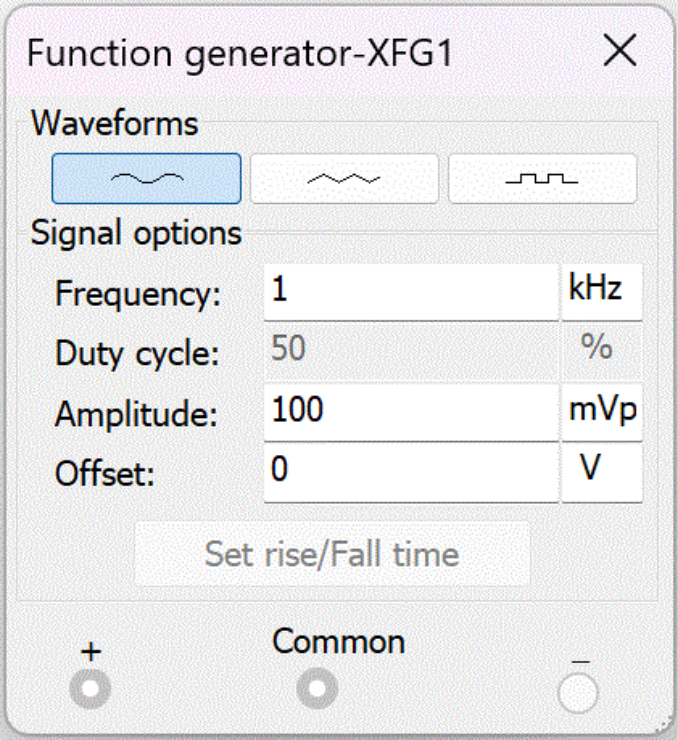 Function generator-XFG1
Waveforms
Signal options
Frequency: 1 kHz
Duty cycle: 50 %
Amplitude: 100 mVp
Offset: 0 V
Set rise/Fall time
+ Common −